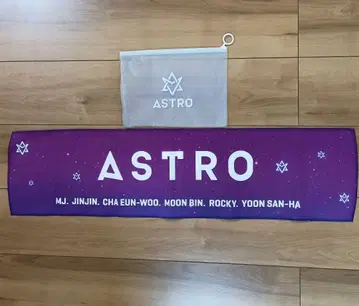 ASTRO
ASTRO
MJ. JINJIN. CHA EUN-WOO. MOON BIN. ROCKY. YOON SAN-HA